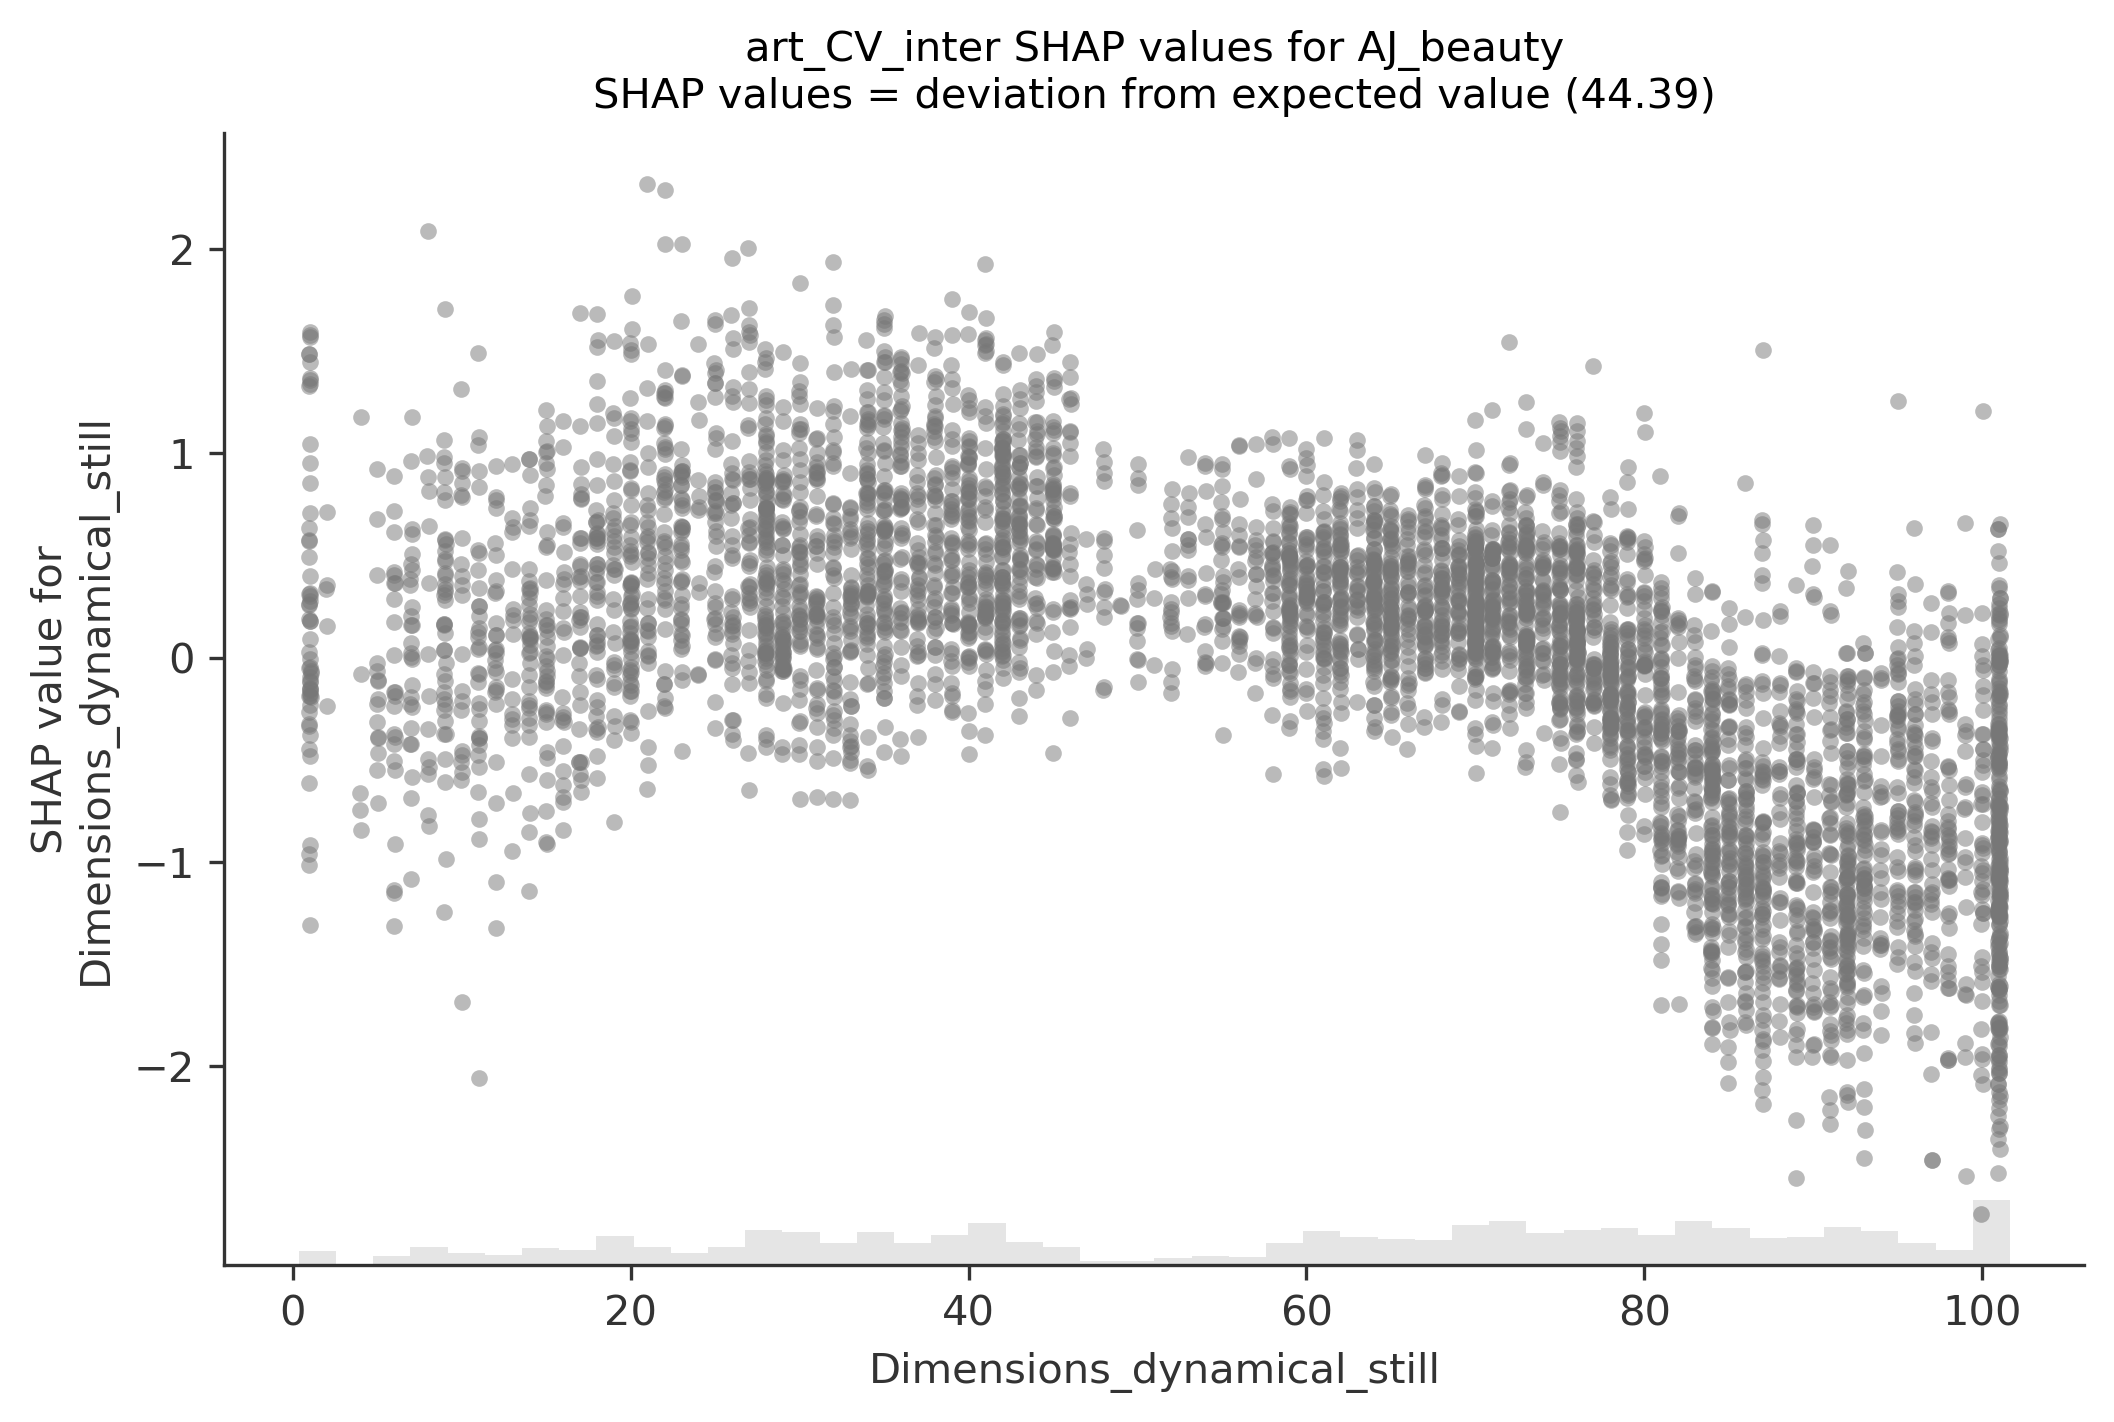 art_CV_inter SHAP values for AJ_beauty
SHAP values = deviation from expected value (44.39)
SHAP value for
Dimensions_dynamical_still
2
1
0
−1
−2
0 20 40 60 80 100
Dimensions_dynamical_still